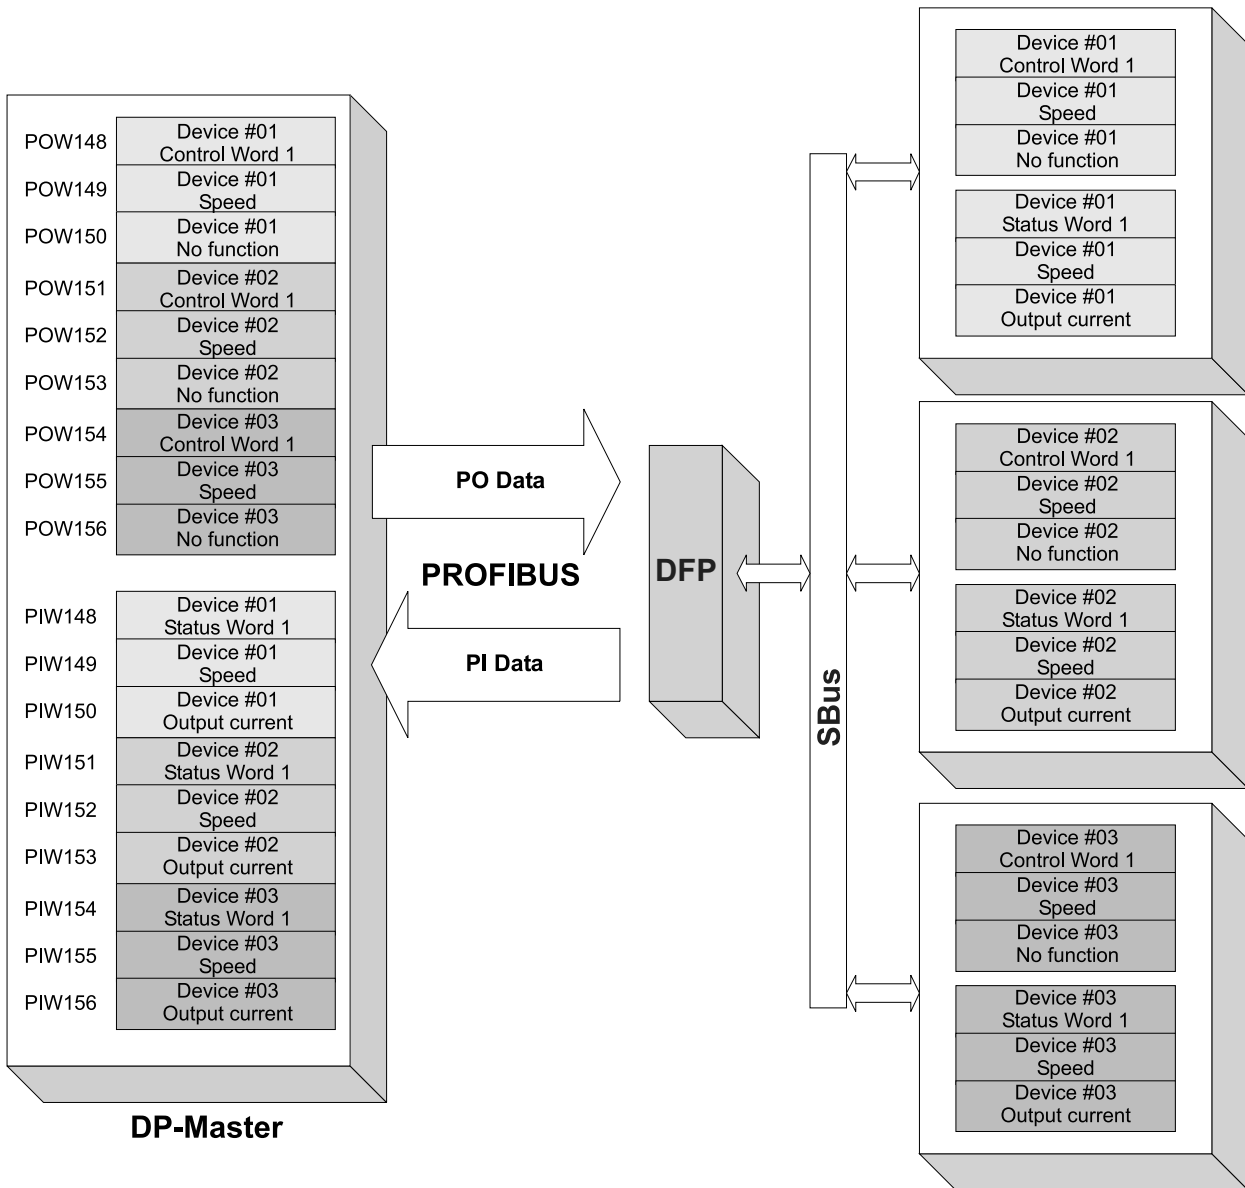 POW148
Device #01
Control Word 1
POW149
Device #01
Speed
POW150
Device #01
No function
POW151
Device #02
Control Word 1
POW152
Device #02
Speed
POW153
Device #02
No function
POW154
Device #03
Control Word 1
POW155
Device #03
Speed
POW156
Device #03
No function
PIW148
Device #01
Status Word 1
PIW149
Device #01
Speed
PIW150
Device #01
Output current
PIW151
Device #02
Status Word 1
PIW152
Device #02
Speed
PIW153
Device #02
Output current
PIW154
Device #03
Status Word 1
PIW155
Device #03
Speed
PIW156
Device #03
Output current
DP-Master
PO Data
PROFIBUS
PI Data
DFP
SBus
Device #01
Control Word 1
Device #01
Speed
Device #01
No function
Device #01
Status Word 1
Device #01
Speed
Device #01
Output current
Device #02
Control Word 1
Device #02
Speed
Device #02
No function
Device #02
Status Word 1
Device #02
Speed
Device #02
Output current
Device #03
Control Word 1
Device #03
Speed
Device #03
No function
Device #03
Status Word 1
Device #03
Speed
Device #03
Output current